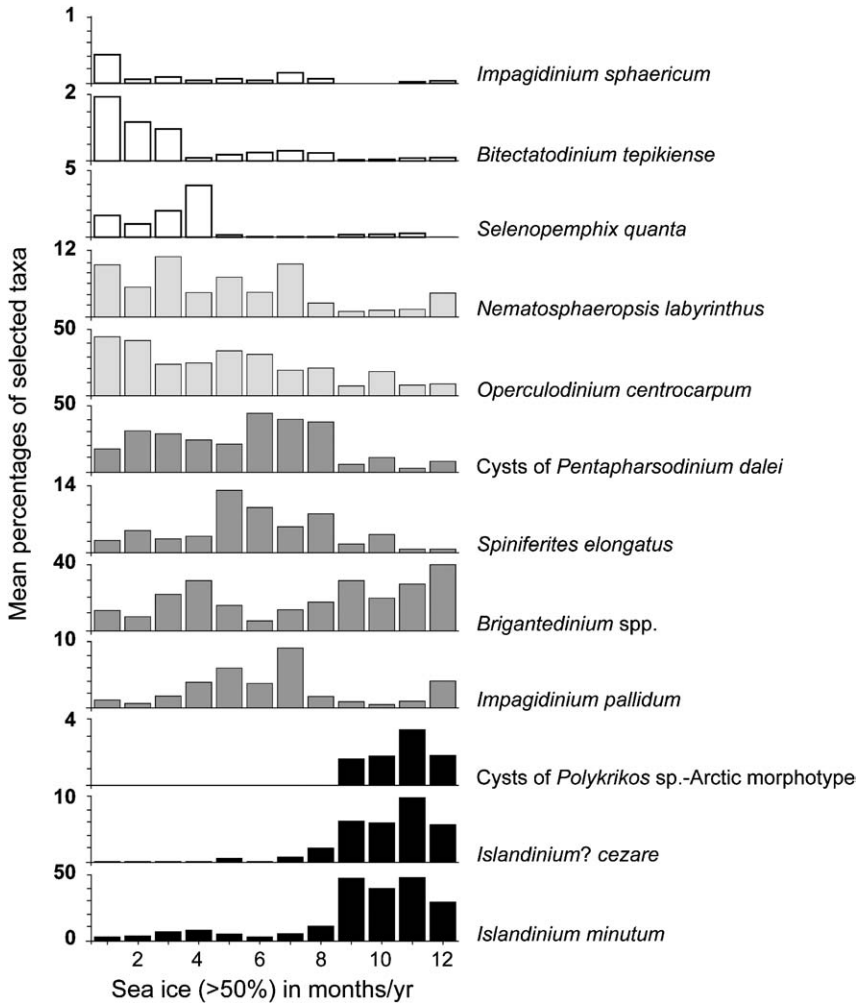 Mean percentages of selected taxa
1
Impagidinium sphaericum
2
Bitectatodinium tepikiense
5
5
Selenopemphix quanta
12
Nematosphaeropsis labyrinthus
50
Operculodinium centrocarpum
50
Cysts of Pentapharsodinium dalei
14
Spiniferites elongatus
40
Brigantedinium spp.
10
Impagidinium pallidum
4
Cysts of Polykrikos sp.-Arctic morphotype
10
Islandinium? cezare
50
Islandinium minutum
0
2 4 6 8 10 12
Sea ice (>50%) in months/yr